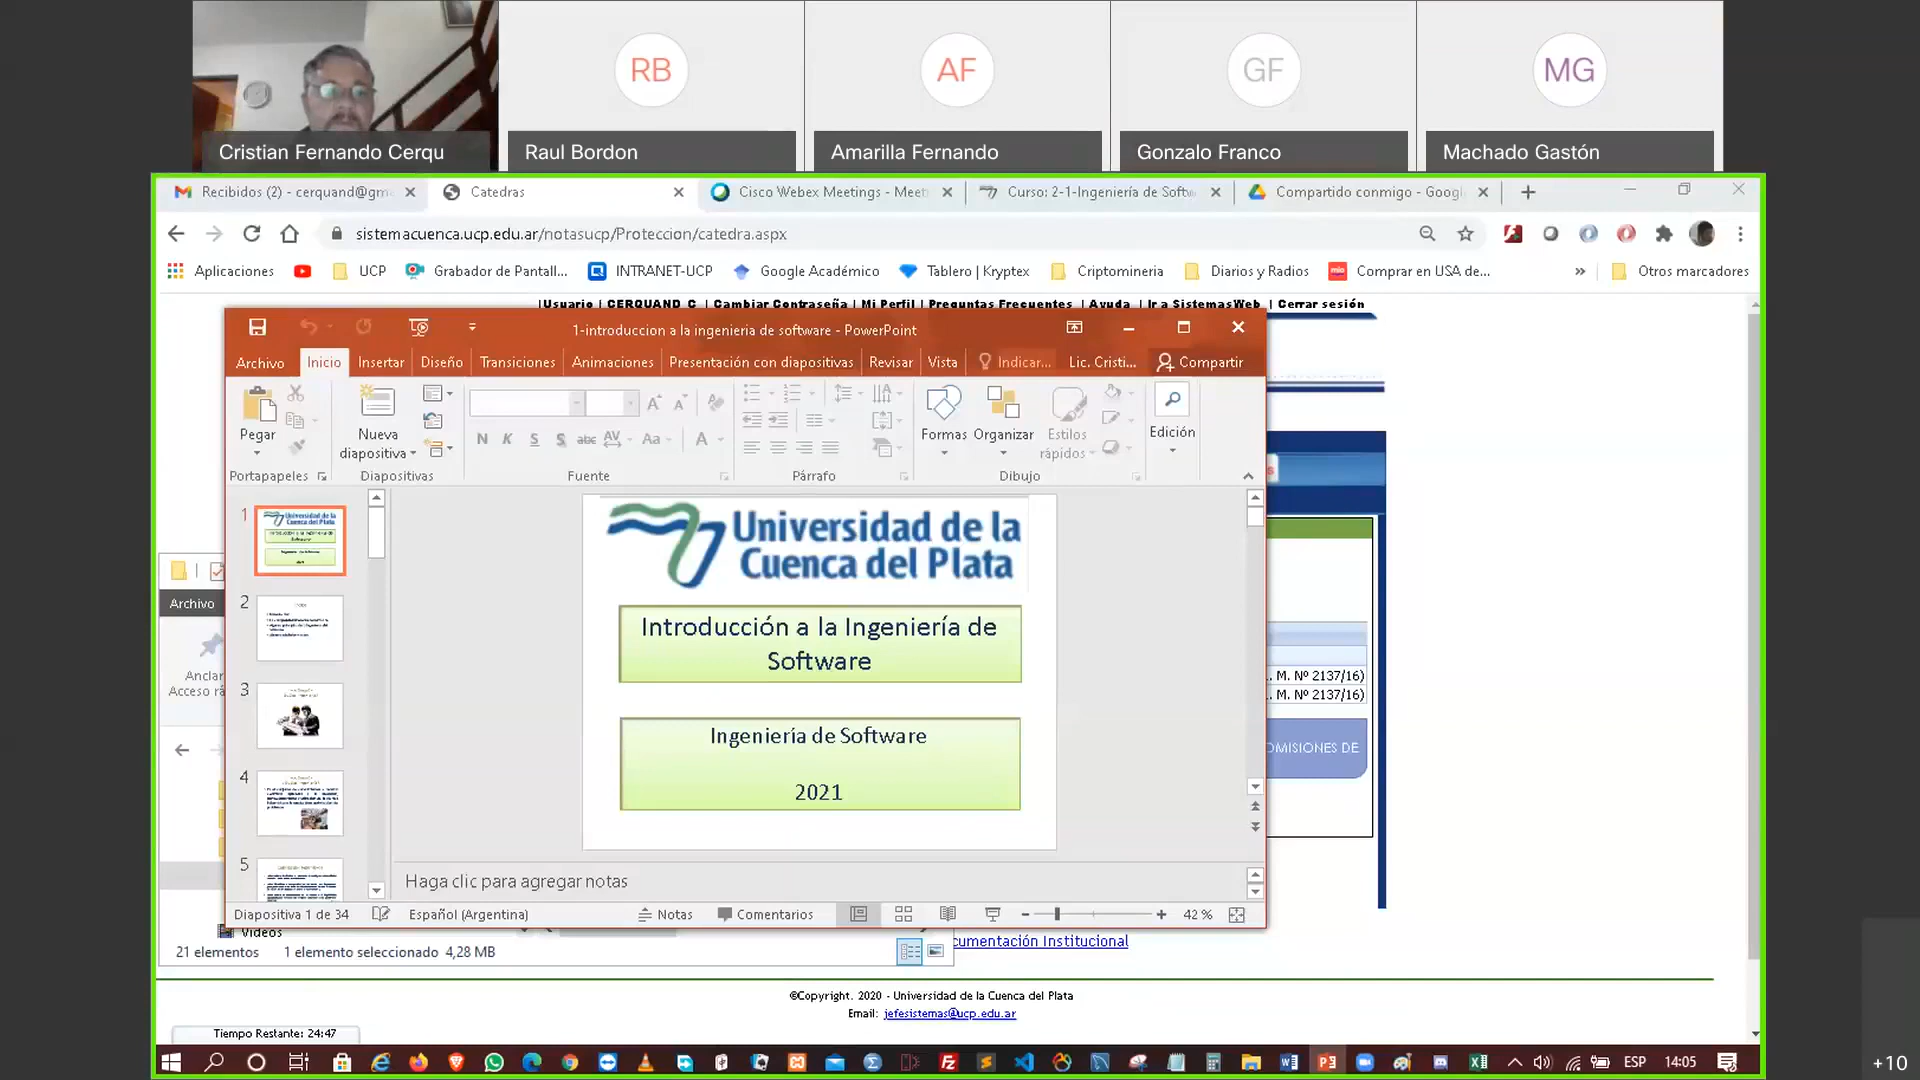 RB
AF
GF
MG
Cristian Fernando Cerqu
Raul Bordon
Amarilla Fernando
Gonzalo Franco
Machado Gastón
Recibidos (2) - cerquand@gm
Catedras
Cisco Webex Meetings - Meet
Curso: 2-1-Ingeniería de Softw
Compartido conmigo - Googl
sistemacuenca.ucp.edu.ar/notasucp/Proteccion/catedra.aspx
Aplicaciones
UCP
Grabador de Pantall...
INTRANET-UCP
Google Académico
Tablero | Kryptex
Criptomineria
Diarios y Radios
Comprar en USA de...
»
Otros marcadores
|Usuario | CERQUAND_C | Cambiar Contraseña | Mi Perfil | Preguntas Frecuentes | Ayuda | Ir a SistemasWeb | Cerrar sesión
1-introduccion a la ingenieria de software - PowerPoint
Archivo
Inicio
Insertar
Diseño
Transiciones
Animaciones
Presentación con diapositivas
Revisar
Vista
Indicar...
Lic. Cristi...
Compartir
Pegar
Nueva
diapositiva
N K S S abc AV Aa A
Formas
Organizar
Estilos
rápidos
Edición
Portapapeles
Diapositivas
Fuente
Párrafo
Dibujo
1
2
3
4
5
Universidad de la
Cuenca del Plata
Introducción a la Ingeniería de
Software
Ingeniería de Software
2021
Archivo
Anclar
Acceso rá
. M. Nº 2137/16)
. M. Nº 2137/16)
OMISIONES DE
Haga clic para agregar notas
Diapositiva 1 de 34
Español (Argentina)
Notas
Comentarios
42 %
Videos
21 elementos
1 elemento seleccionado 4,28 MB
cumentación Institucional
©Copyright. 2020 - Universidad de la Cuenca del Plata
Email: jefesistemas@ucp.edu.ar
Tiempo Restante: 24:47
ESP
14:05
+10